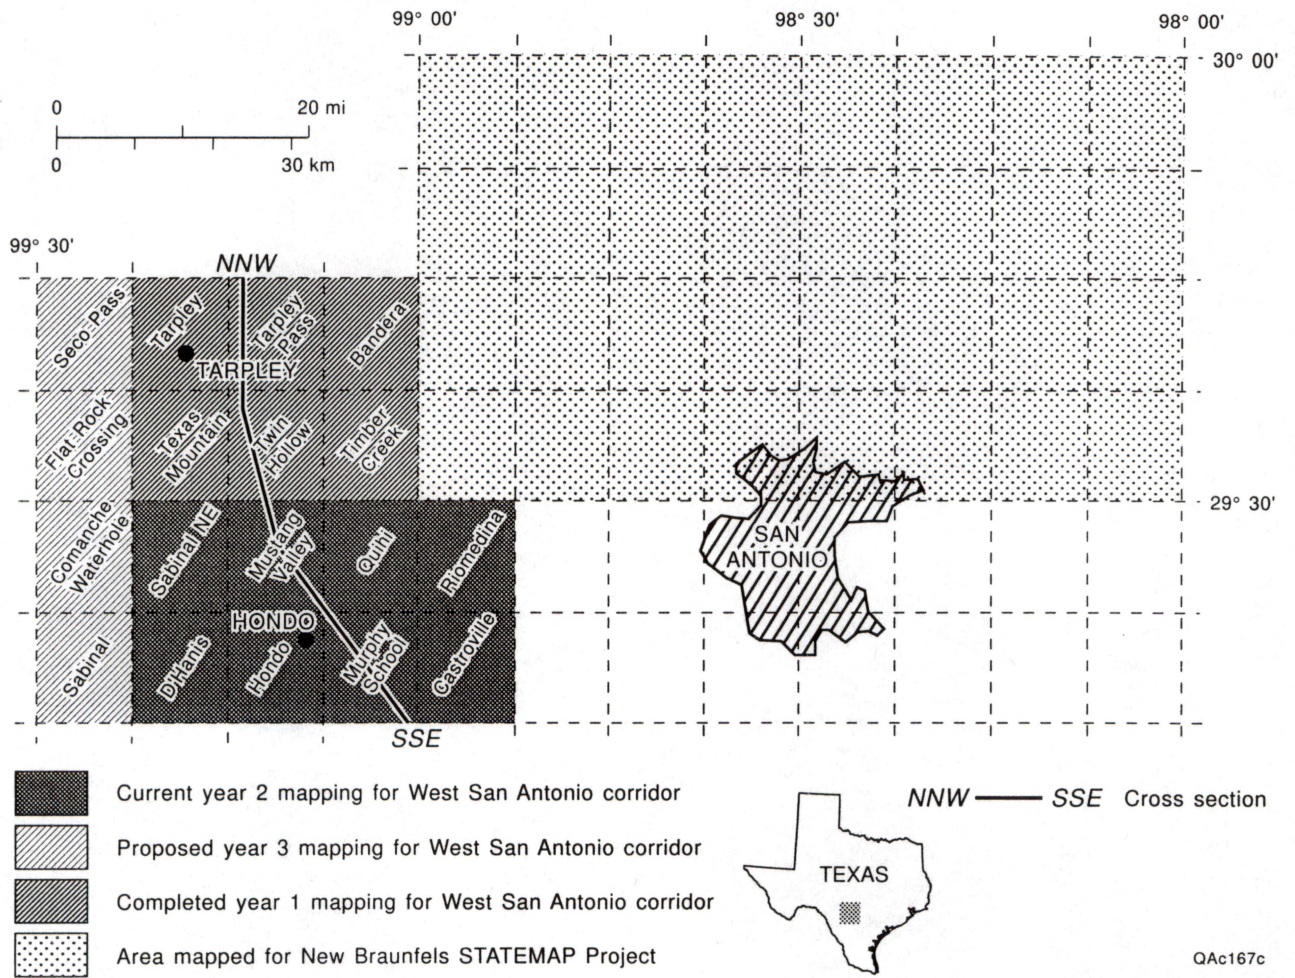 99° 00'
98° 30'
98° 00'
30° 00'
0
20 mi
0
30 km
99° 30'
NNW
Seco Pass
Tarpley
Tarpley
Pass
Bandera
TARPLEY
Flat Rock
Crossing
Texas
Mountain
Twin
Hollow
Timber
Creek
29° 30'
Comanche
Waterhole
Sabinal NE
Mustang
Valley
Quihi
Riomedina
SAN
ANTONIO
HONDO
Sabinal
D'Hanis
Hondo
Murphy
School
Castroville
SSE
Current year 2 mapping for West San Antonio corridor
NNW SSE Cross section
Proposed year 3 mapping for West San Antonio corridor
TEXAS
Completed year 1 mapping for West San Antonio corridor
Area mapped for New Braunfels STATEMAP Project
QAc167c